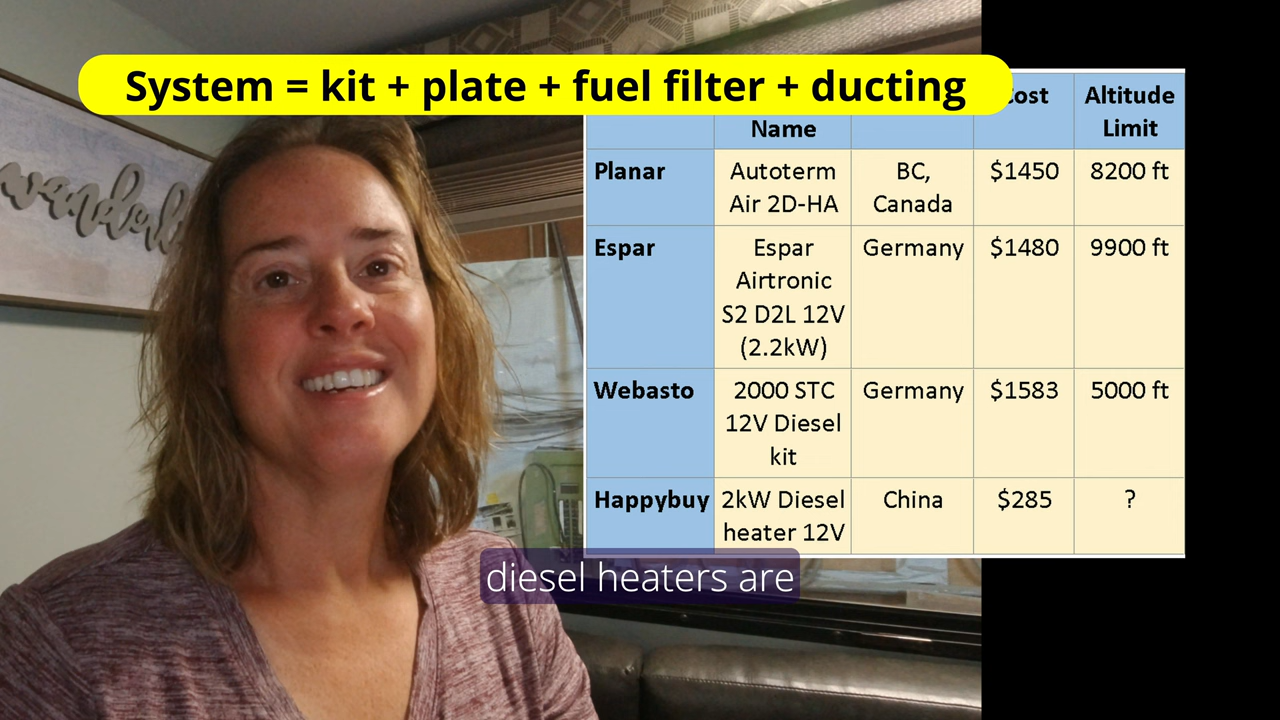 System = kit + plate + fuel filter + ducting
wanderl
Cost Altitude
Name Limit
Planar Autoterm BC, $1450 8200 ft
Air 2D-HA Canada
Espar Espar Germany $1480 9900 ft
Airtronic
S2 D2L 12V
(2.2kW)
Webasto 2000 STC Germany $1583 5000 ft
12V Diesel
kit
Happybuy 2kW Diesel China $285 ?
heater 12V
diesel heaters are